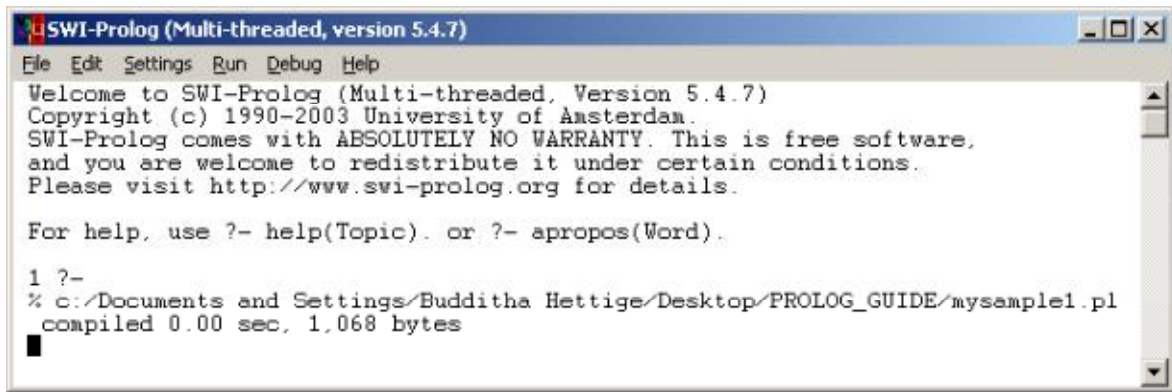 SWI-Prolog (Multi-threaded, version 5.4.7)
File Edit Settings Run Debug Help
Welcome to SWI-Prolog (Multi-threaded, Version 5.4.7)
Copyright (c) 1990-2003 University of Amsterdam.
SWI-Prolog comes with ABSOLUTELY NO WARRANTY. This is free software,
and you are welcome to redistribute it under certain conditions.
Please visit http://www.swi-prolog.org for details.
For help, use ?- help(Topic). or ?- apropos(Word).
1 ?-
% c:/Documents and Settings/Budditha Hettige/Desktop/PROLOG_GUIDE/mysample1.pl
compiled 0.00 sec, 1,068 bytes